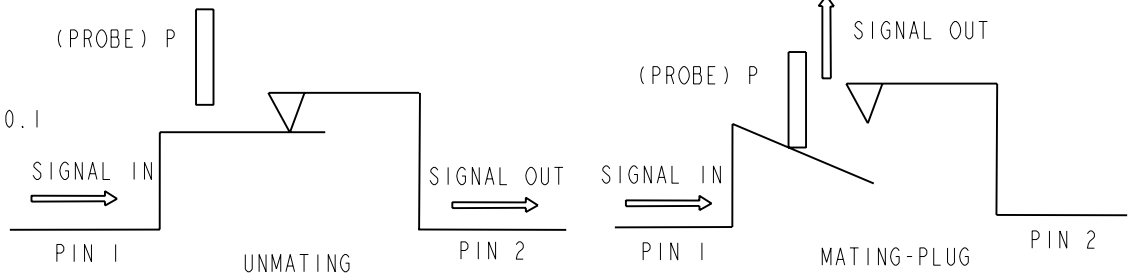 (PROBE) P
0.1
SIGNAL IN
SIGNAL OUT
PIN 1
PIN 2
UNMATING
SIGNAL OUT
(PROBE) P
SIGNAL IN
PIN 1
PIN 2
MATING-PLUG